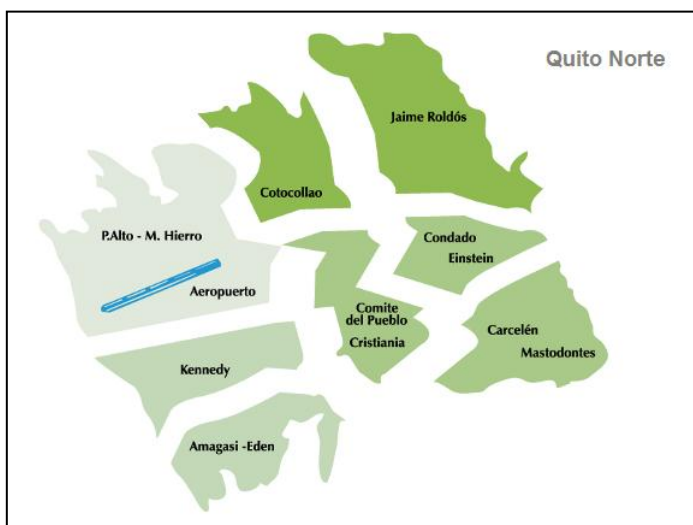 Quito Norte
Jaime Roldós
Cotocollao
P.Alto - M. Hierro
Aeropuerto
Condado
Einstein
Comite
del Pueblo
Cristiania
Carcelén
Mastodontes
Kennedy
Amagasi -Eden